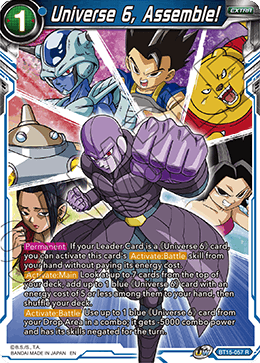 1
Universe 6, Assemble!
EXTRA
Permanent If your Leader Card is a 《Universe 6》 card,
you can activate this card's Activate:Battle skill from
your hand without paying its energy cost.
Activate:Main Look at up to 7 cards from the top of
your deck, add up to 1 blue 《Universe 6》 card with an
energy cost of 5 or less among them to your hand, then
shuffle your deck.
Activate:Battle Use up to 1 blue 《Universe 6》 card
from your Drop Area in a combo, it gets -5000 combo power
and has its skills negated for the turn.
©B.S./S., T.A.
©BANDAI MADE IN JAPAN EN
BT15-057 R